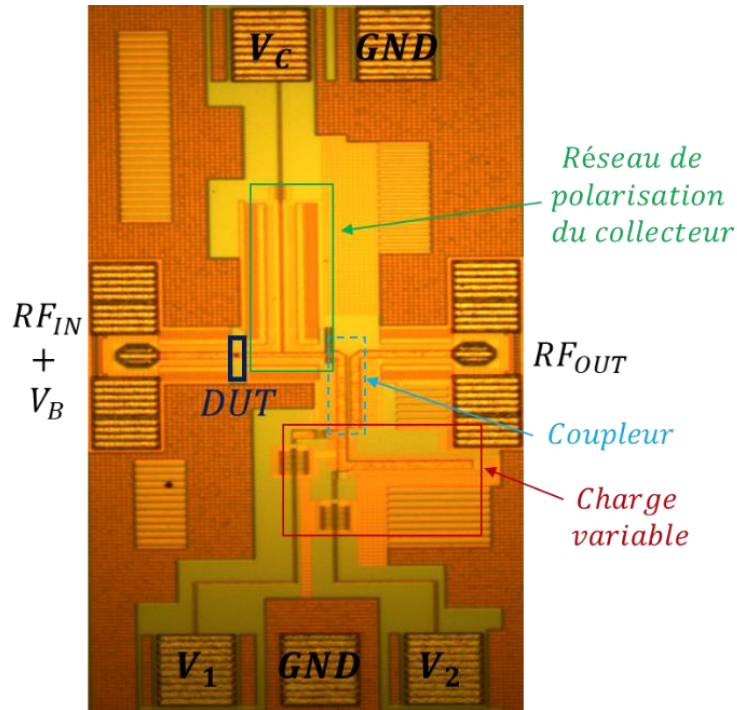 V_C GND
Réseau de
polarisation
du collecteur
RF_IN
+
V_B
RF_OUT
DUT
Coupleur
Charge
variable
V_1 GND V_2